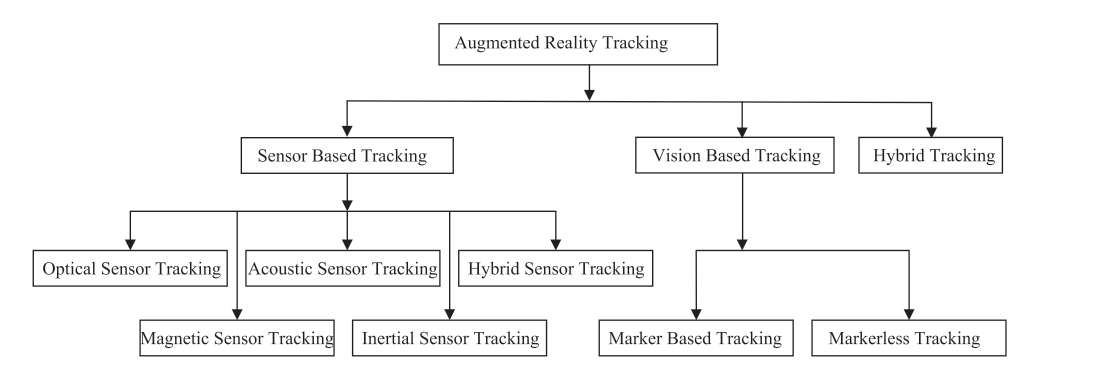 Augmented Reality Tracking
Sensor Based Tracking
Vision Based Tracking
Hybrid Tracking
Optical Sensor Tracking
Acoustic Sensor Tracking
Hybrid Sensor Tracking
Magnetic Sensor Tracking
Inertial Sensor Tracking
Marker Based Tracking
Markerless Tracking